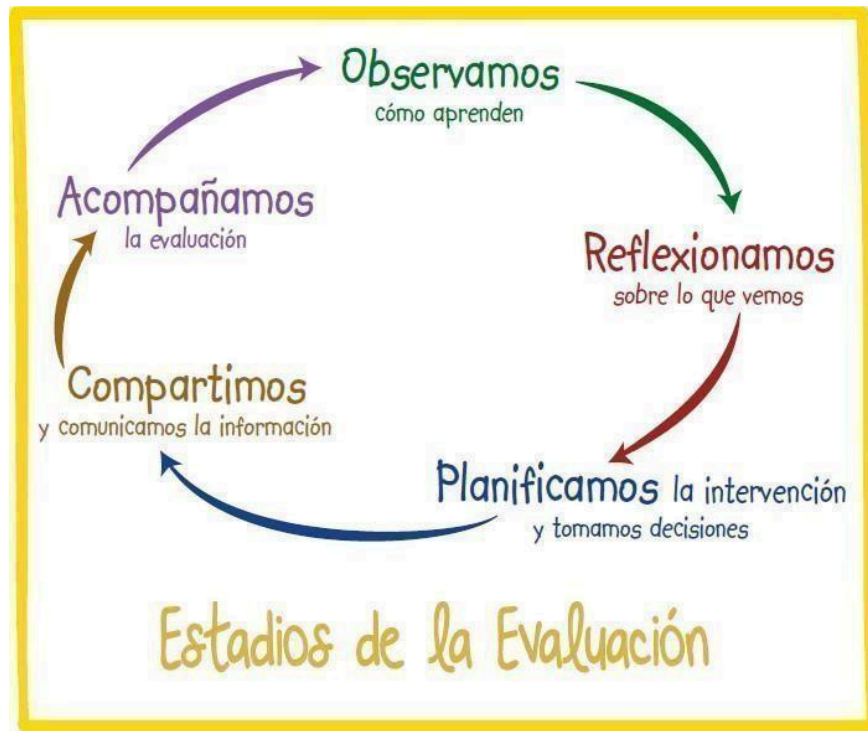 Observamos
cómo aprenden
Reflexionamos
sobre lo que vemos
Planificamos la intervención
y tomamos decisiones
Compartimos
y comunicamos la información
Acompañamos
la evaluación
Estadios de la Evaluación